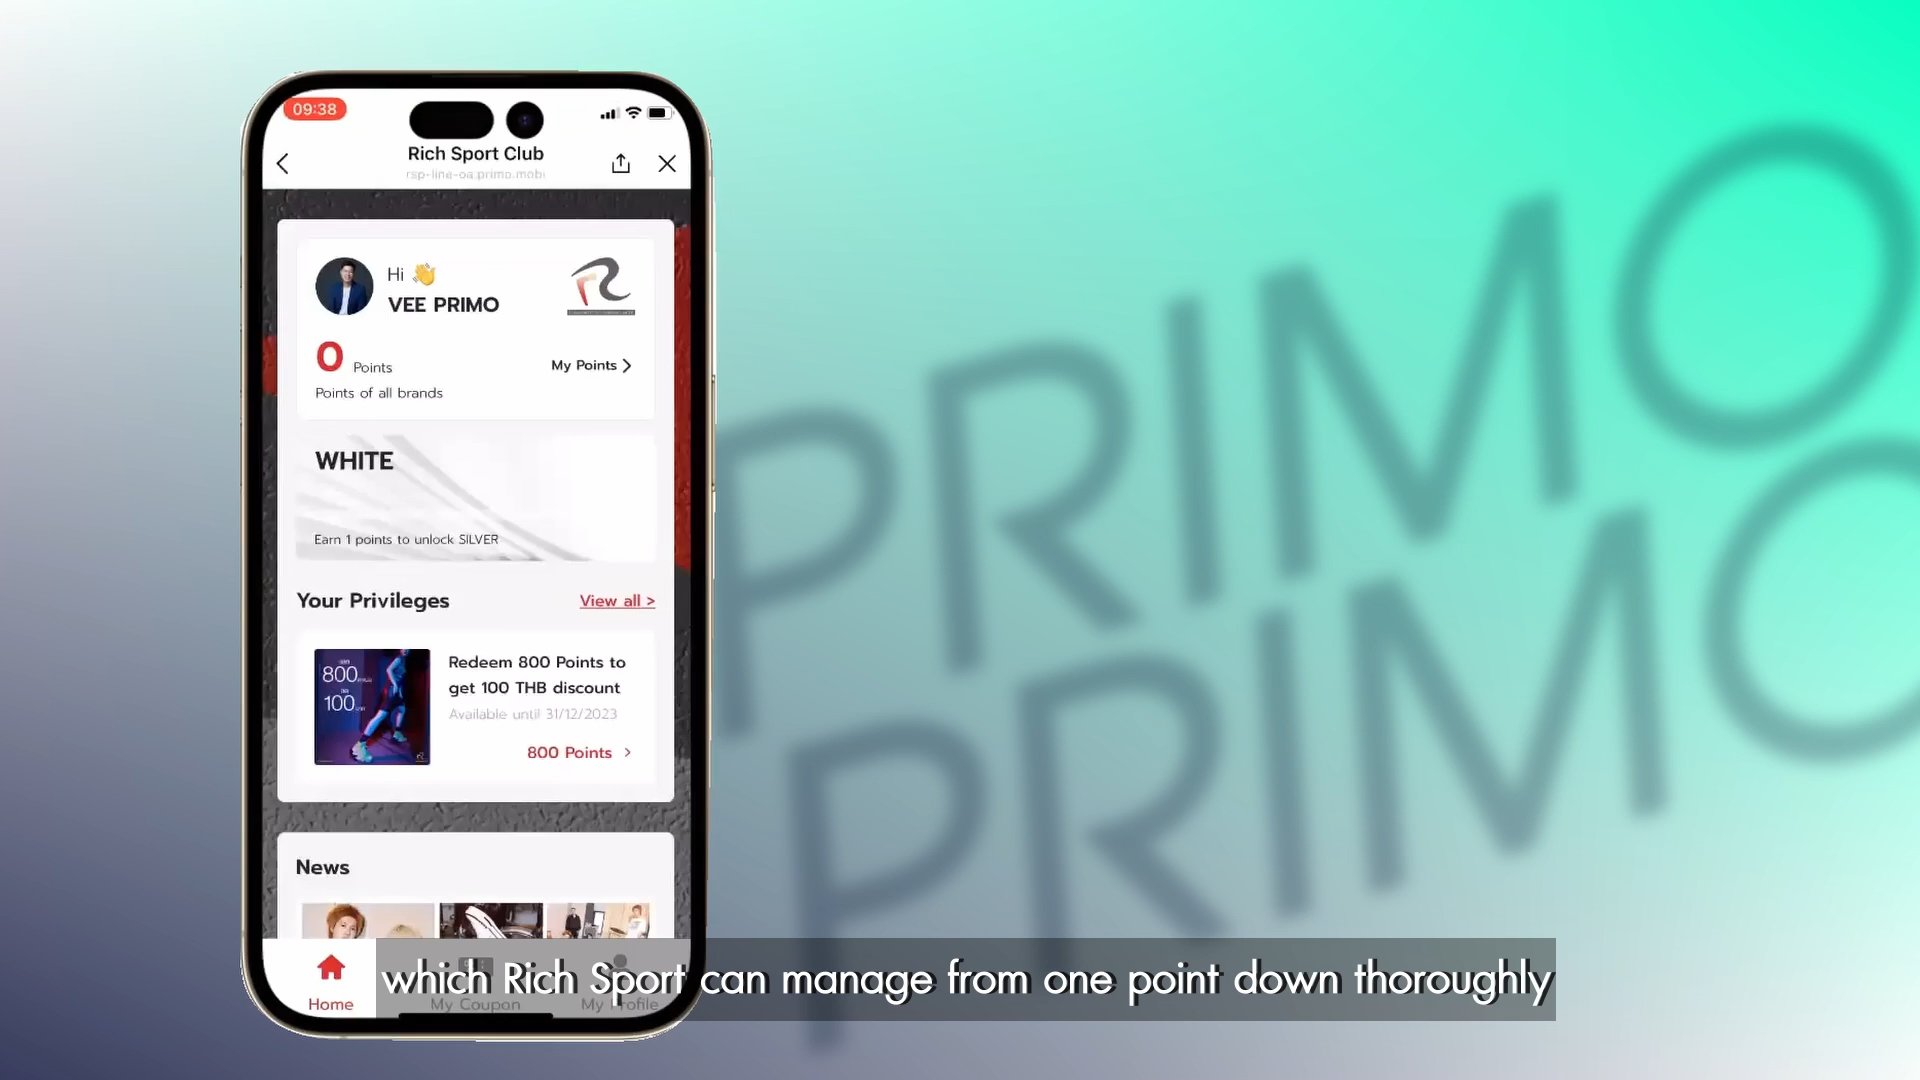 09:38
Rich Sport Club
rsp-line-oa.primo.mobi
Hi 👋
VEE PRIMO
0 Points
My Points
Points of all brands
WHITE
Earn 1 points to unlock SILVER
Your Privileges
View all >
800
100
Redeem 800 Points to
get 100 THB discount
Available until 31/12/2023
800 Points
News
Home
My Coupon
My Profile
PRIMO
PRIMO
which Rich Sport can manage from one point down thoroughly